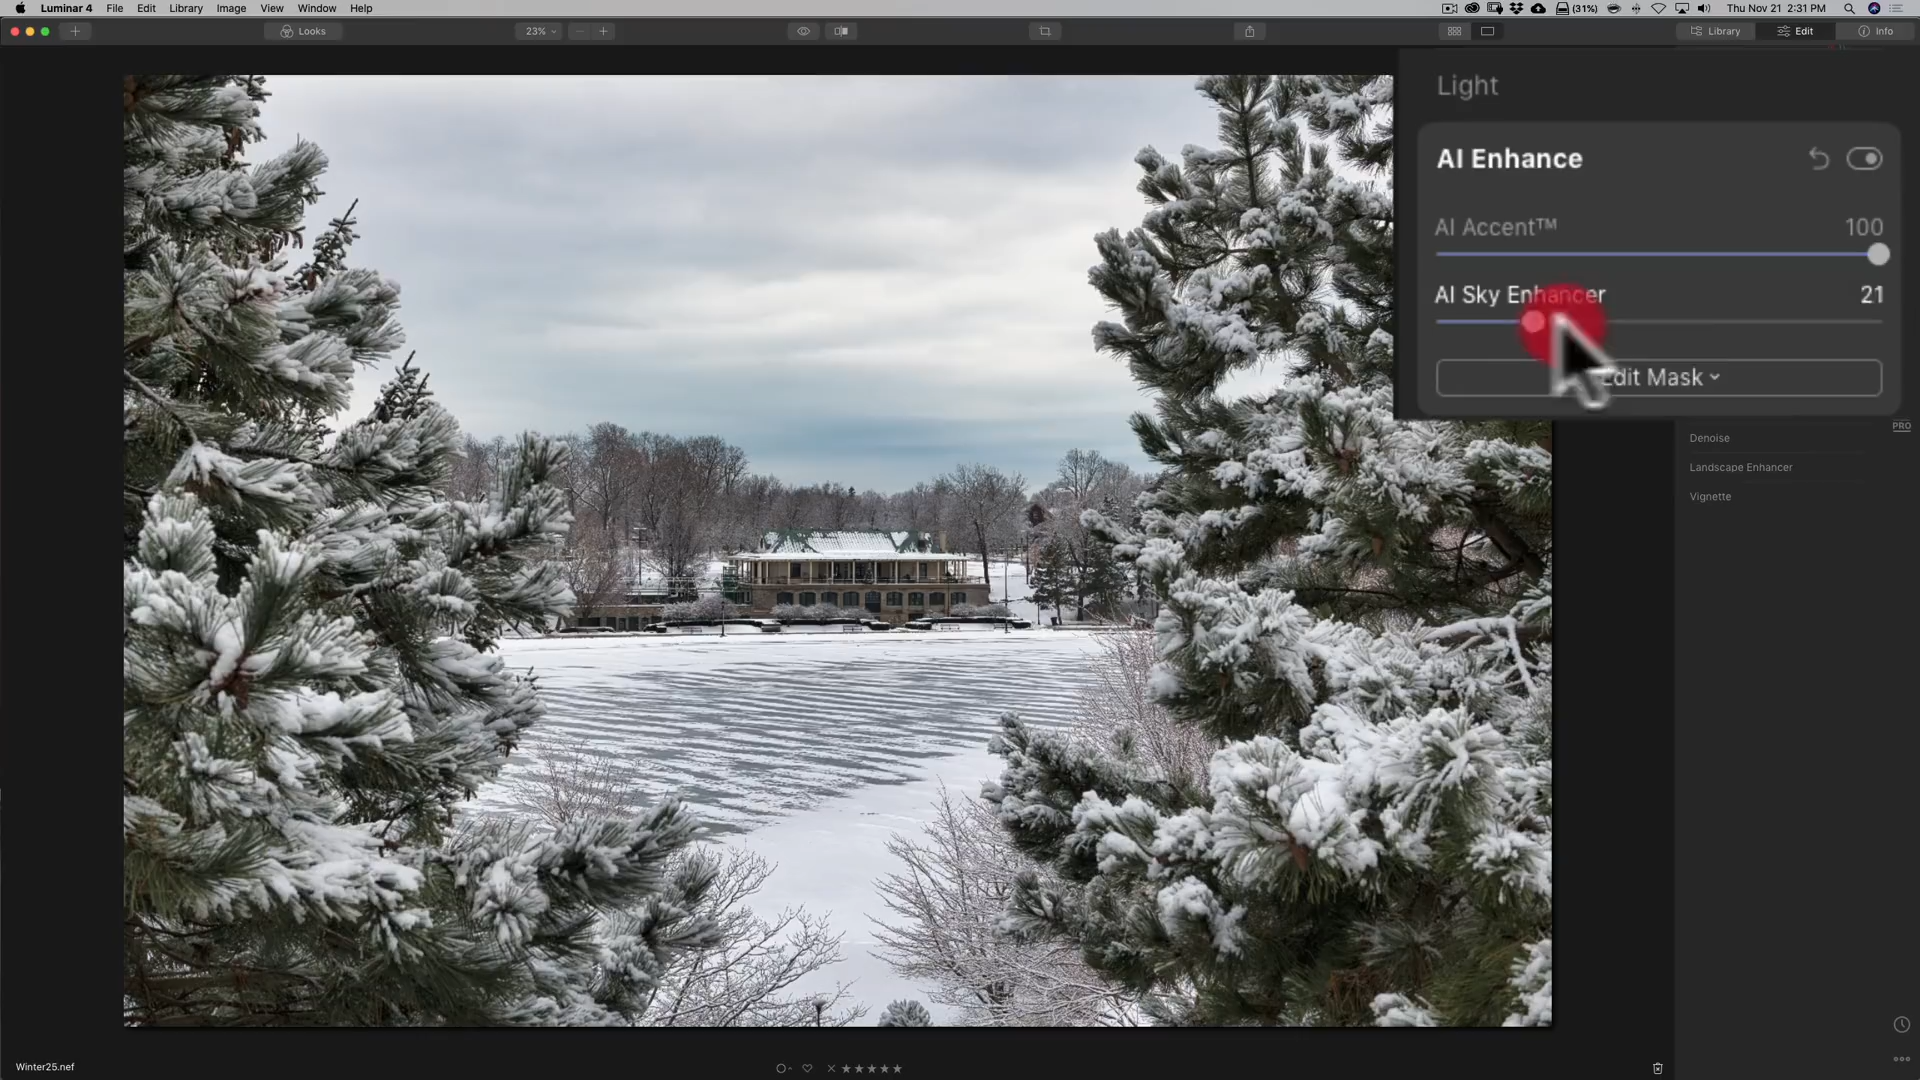 Luminar 4 File Edit Library Image View Window Help (31%) Thu Nov 21 2:31 PM
Looks 23% Library Edit Info
Light
AI Enhance
AI Accent™ 100
AI Sky Enhancer 21
Edit Mask
PRO
Denoise
Landscape Enhancer
Vignette
Winter25.nef